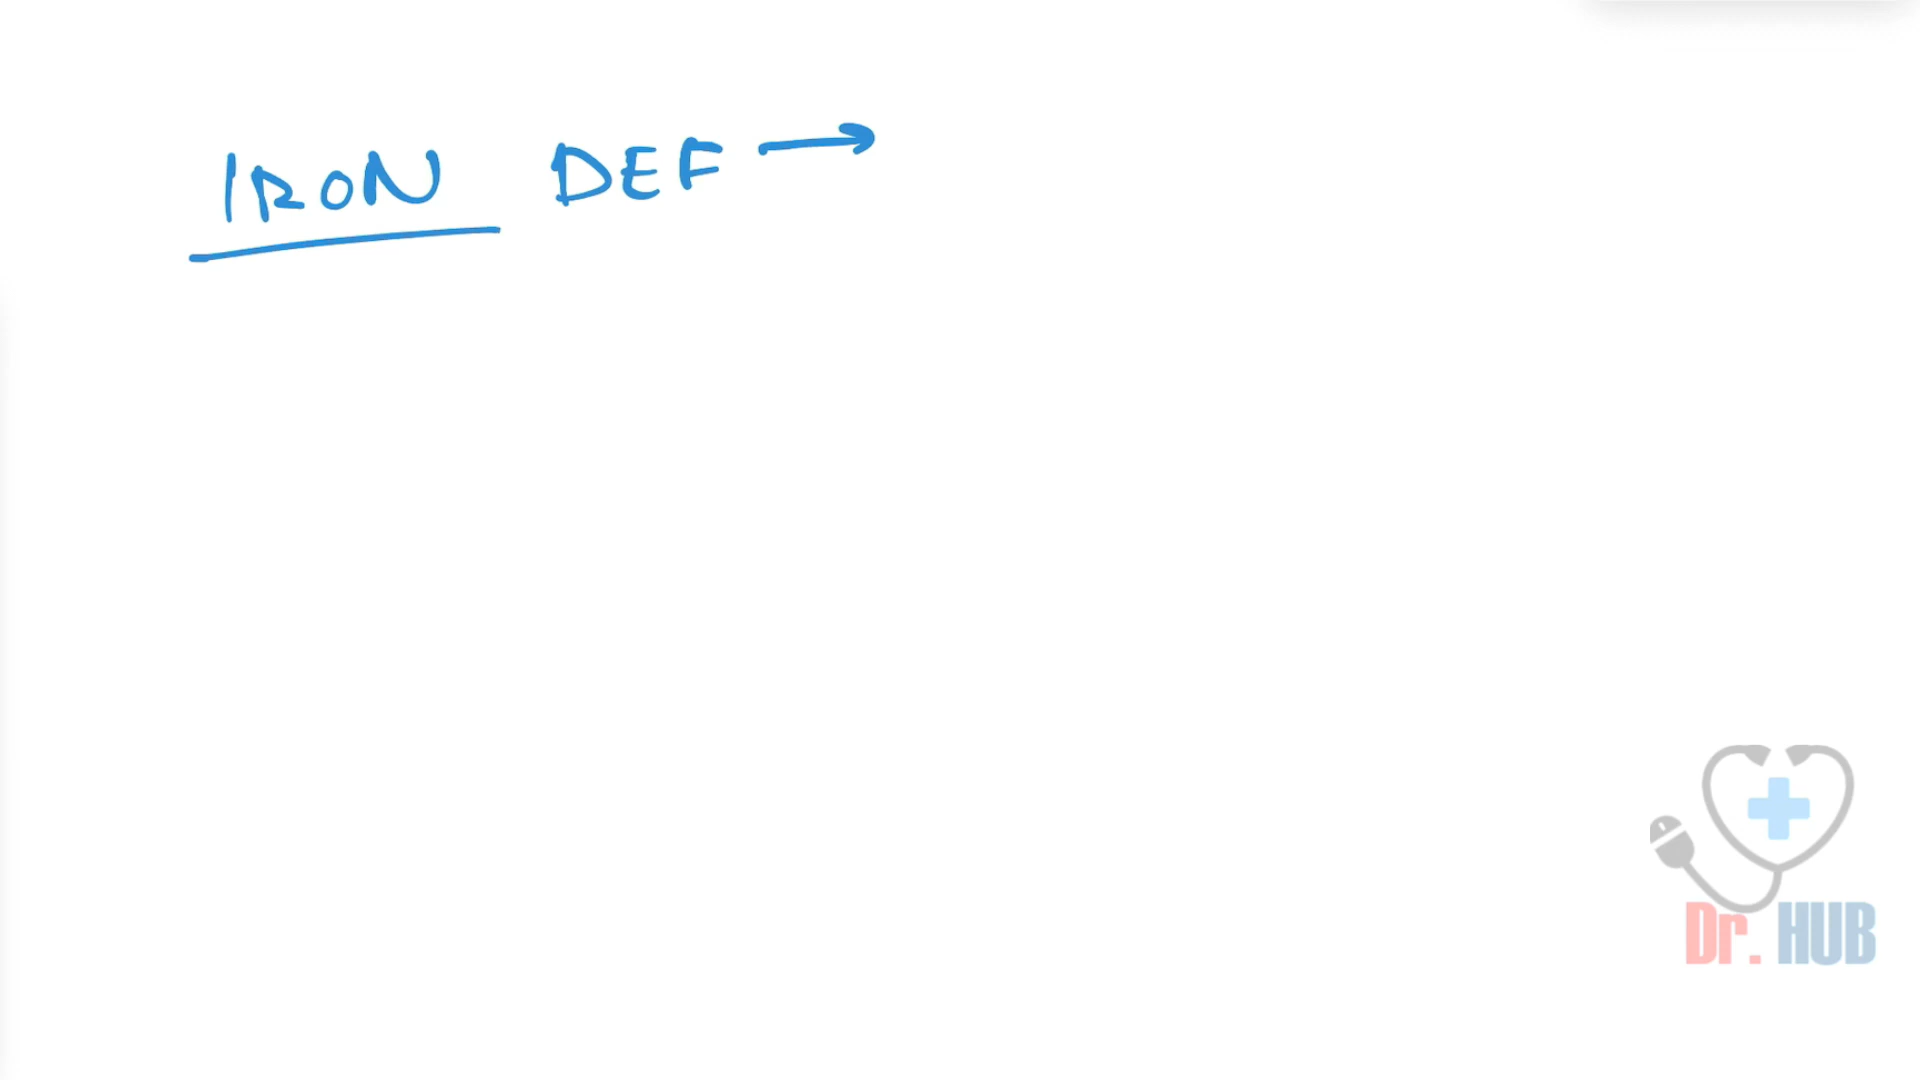 IRON DEF →
Dr. HUB